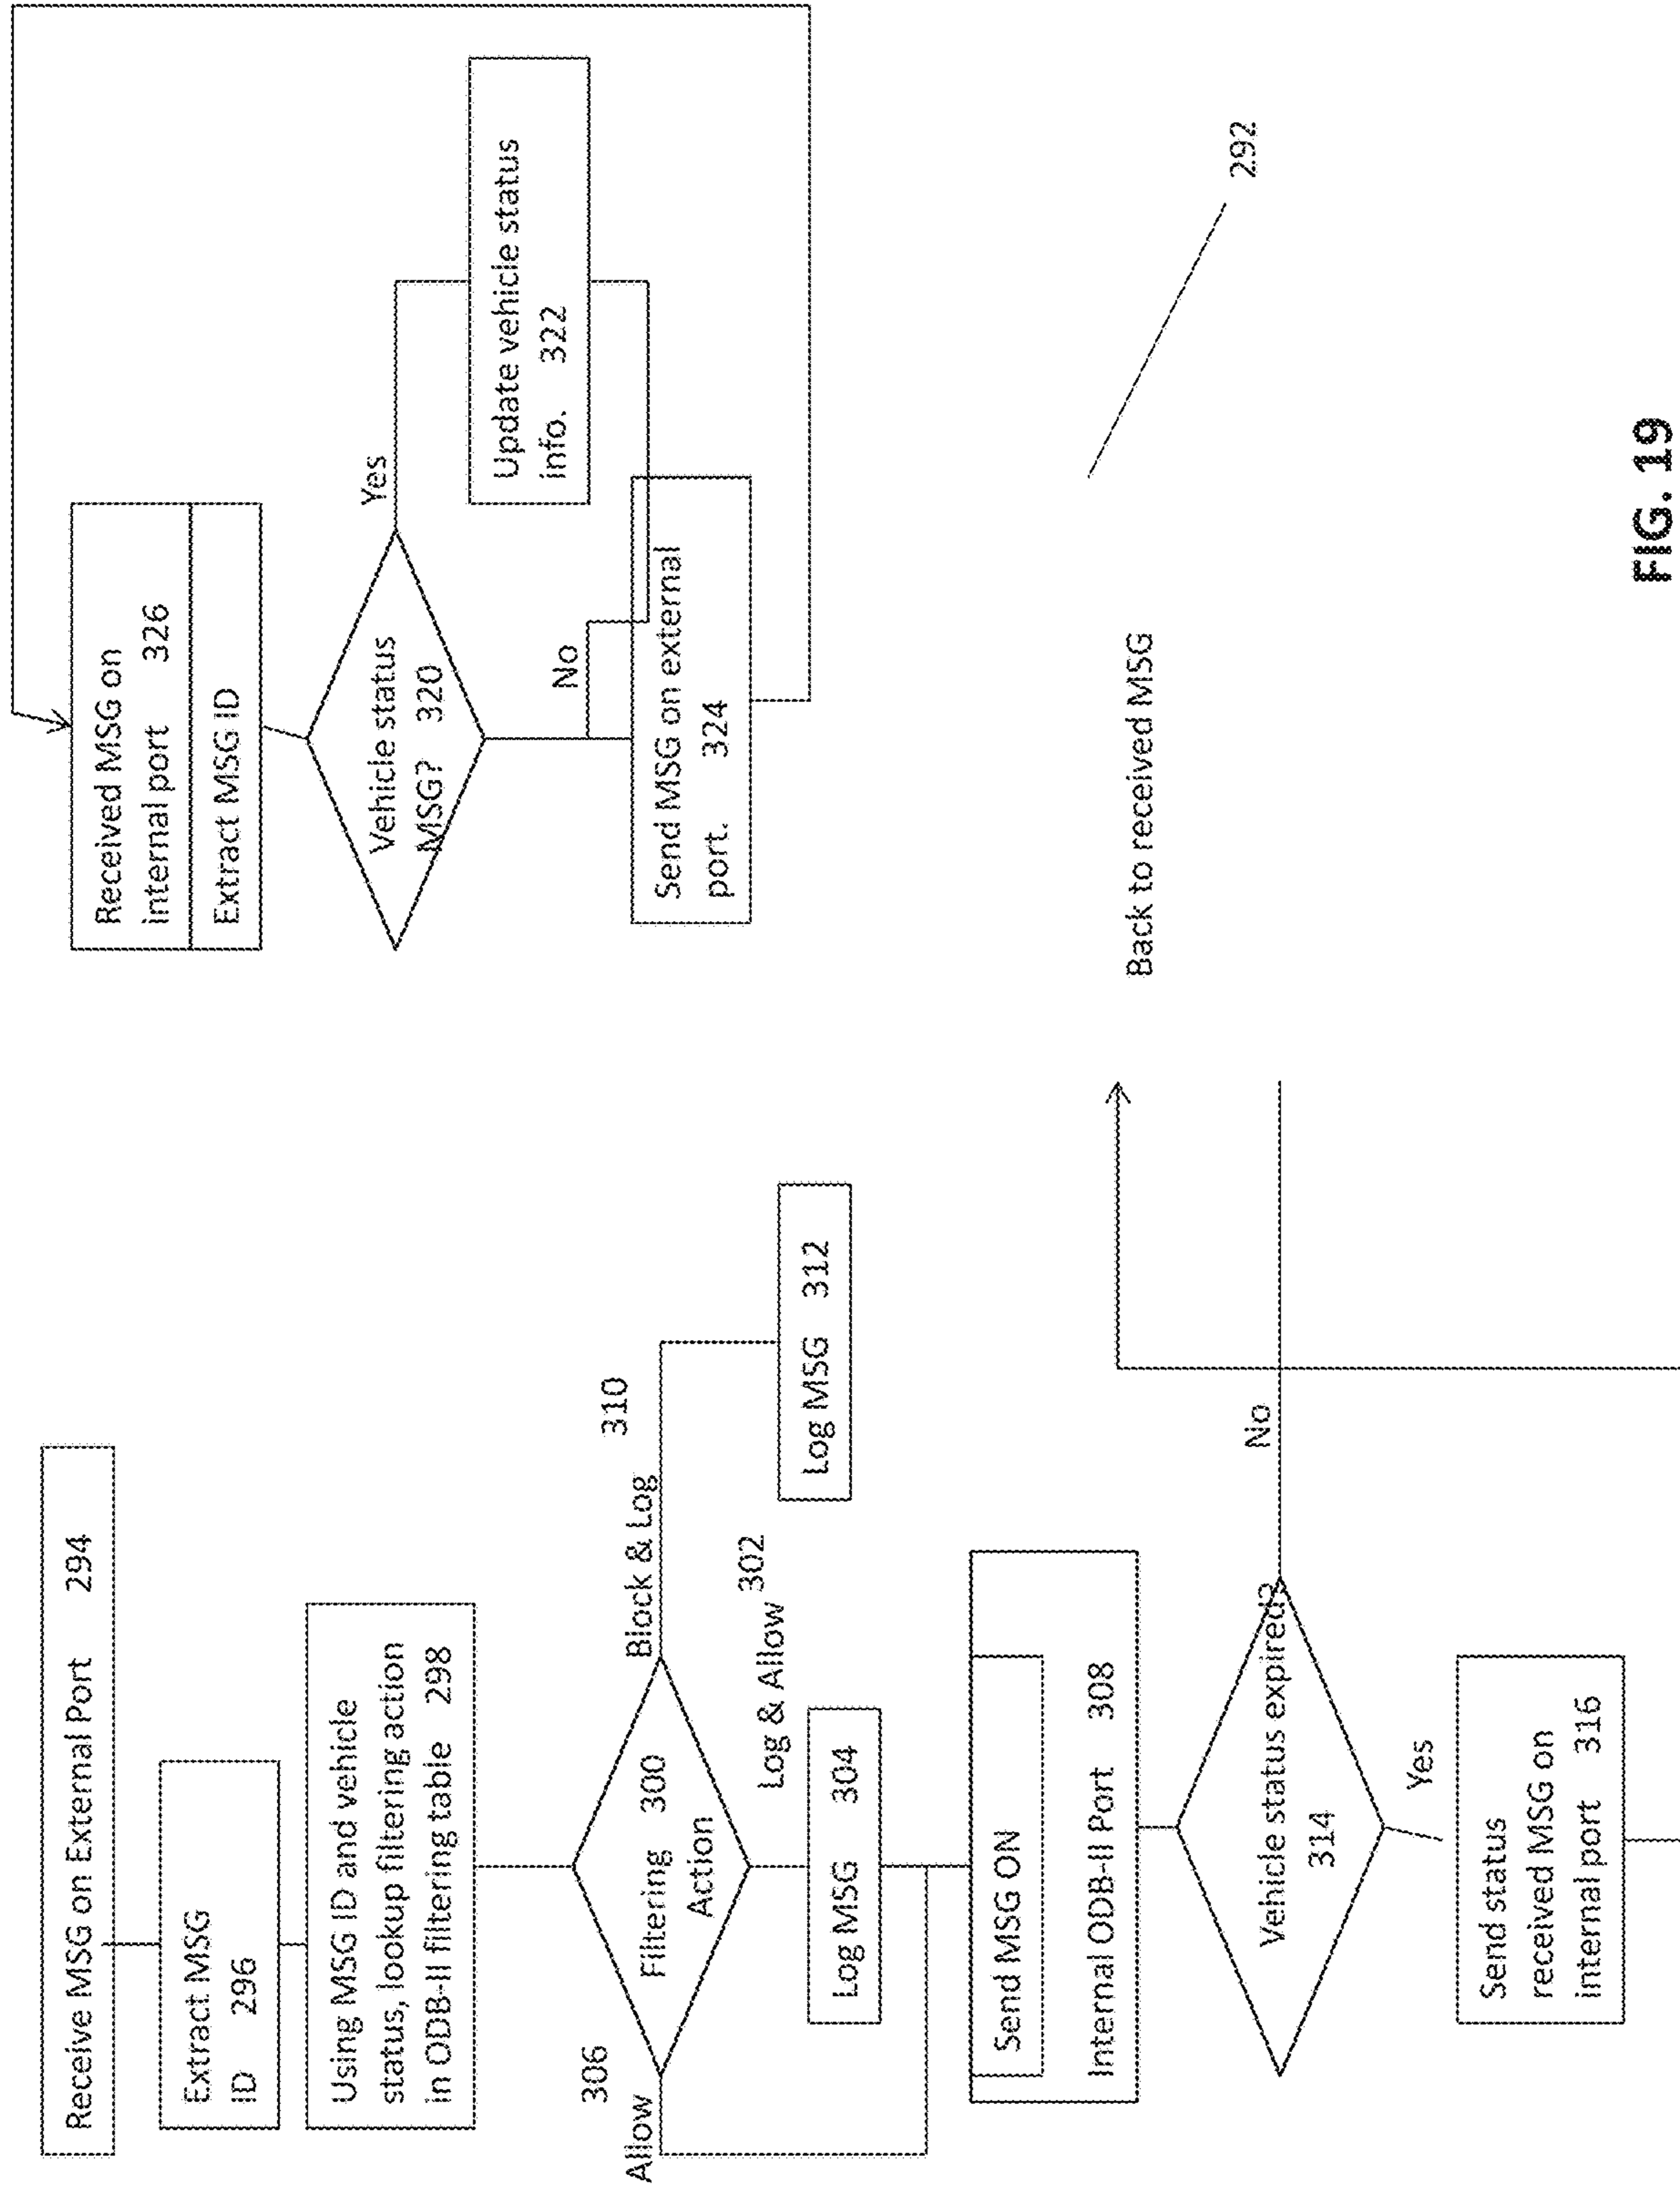 Receive MSG on External Port 294
Extract MSG
ID 296
Using MSG ID and vehicle
status, lookup filtering action
in ODB-II filtering table 298
306
Allow
Filtering 300
Action
310
Block & Log
302
Log & Allow
Log MSG 304
Log MSG 312
Send MSG ON
Internal ODB-II Port 308
Vehicle status expired?
314
No
Yes
Send status
received MSG on
internal port 316
Back to received MSG
Received MSG on
internal port 326
Extract MSG ID
Vehicle status
MSG? 320
Yes
No
Update vehicle status
info. 322
Send MSG on external
port. 324
292
FIG. 19